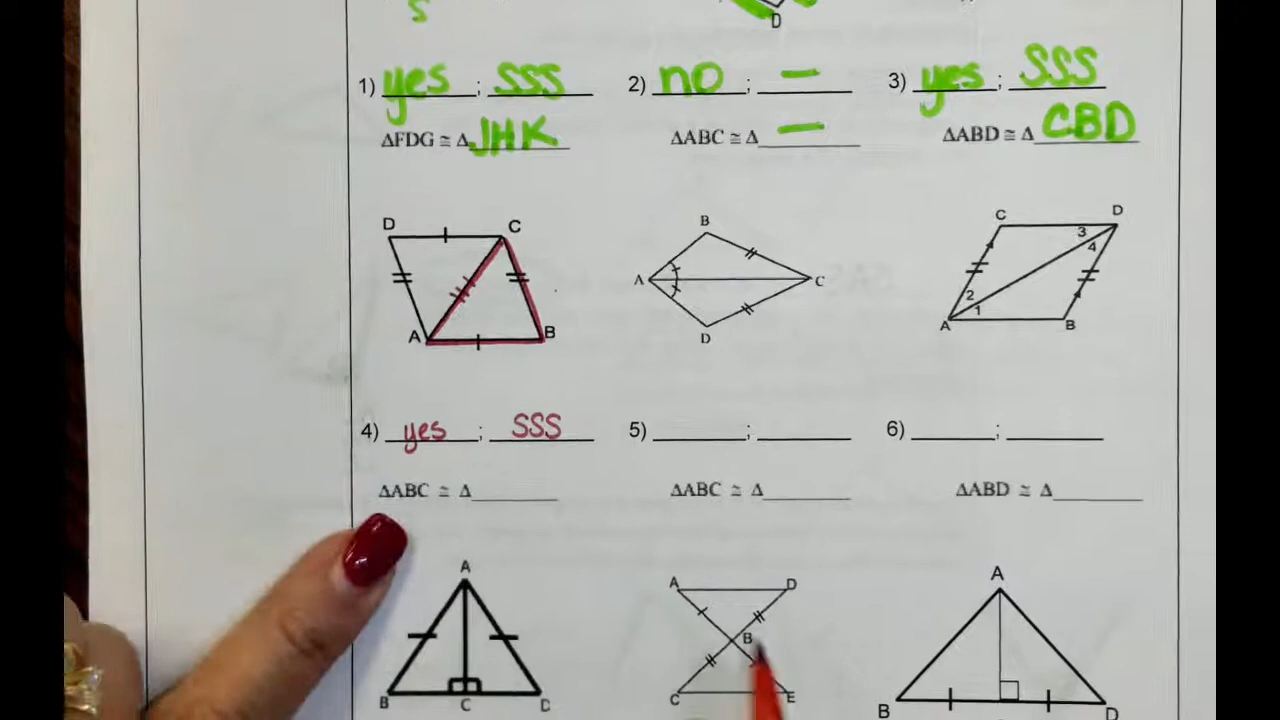 S
D
1) yes ; SSS 2) no ; – 3) yes ; SSS
ΔFDG ≅ Δ JHK ΔABC ≅ Δ – ΔABD ≅ Δ CBD
D C B C D
A B A C 3 4 2 1
D A B
4) yes ; SSS 5) ; 6) ;
ΔABC ≅ Δ ΔABC ≅ Δ ΔABD ≅ Δ
A A D A
B
B C D C E B D